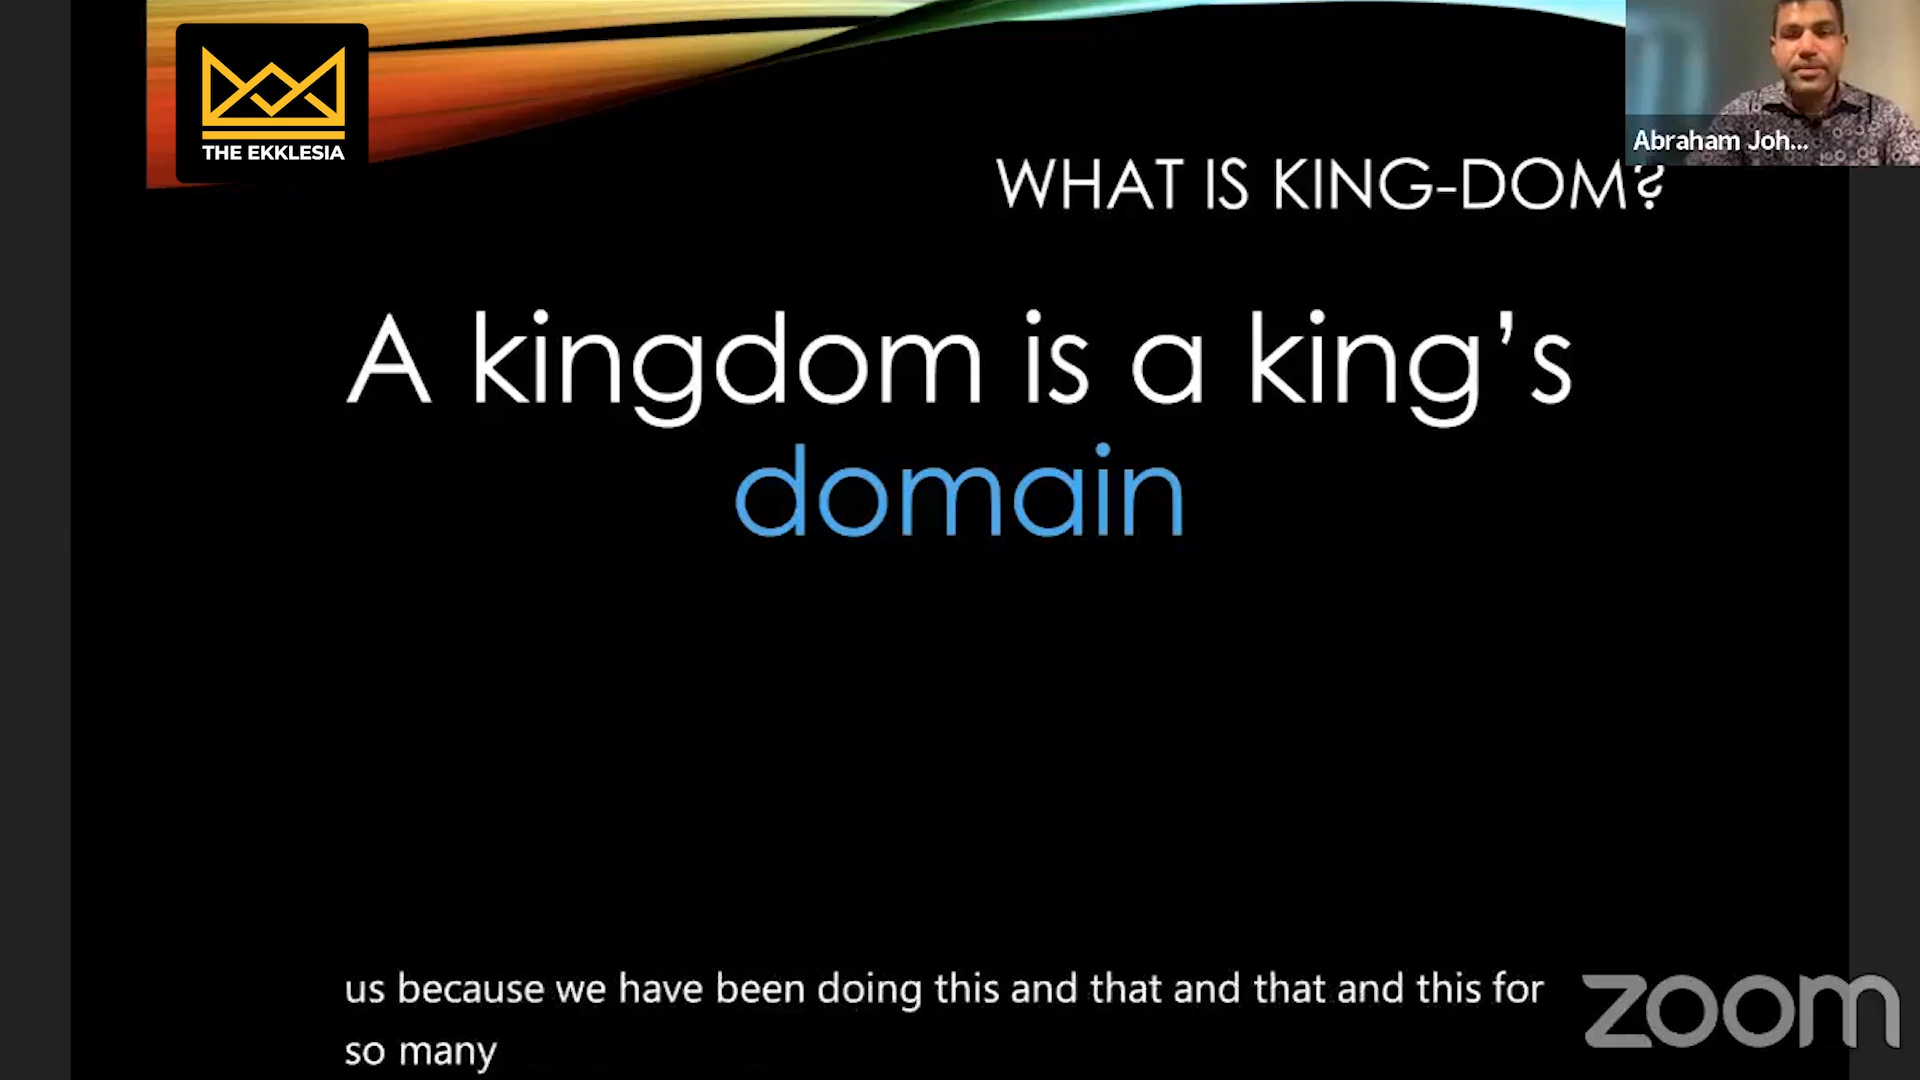 THE EKKLESIA
Abraham Joh...
WHAT IS KING-DOM?
A kingdom is a king’s
domain
us because we have been doing this and that and that and this for
so many
zoom